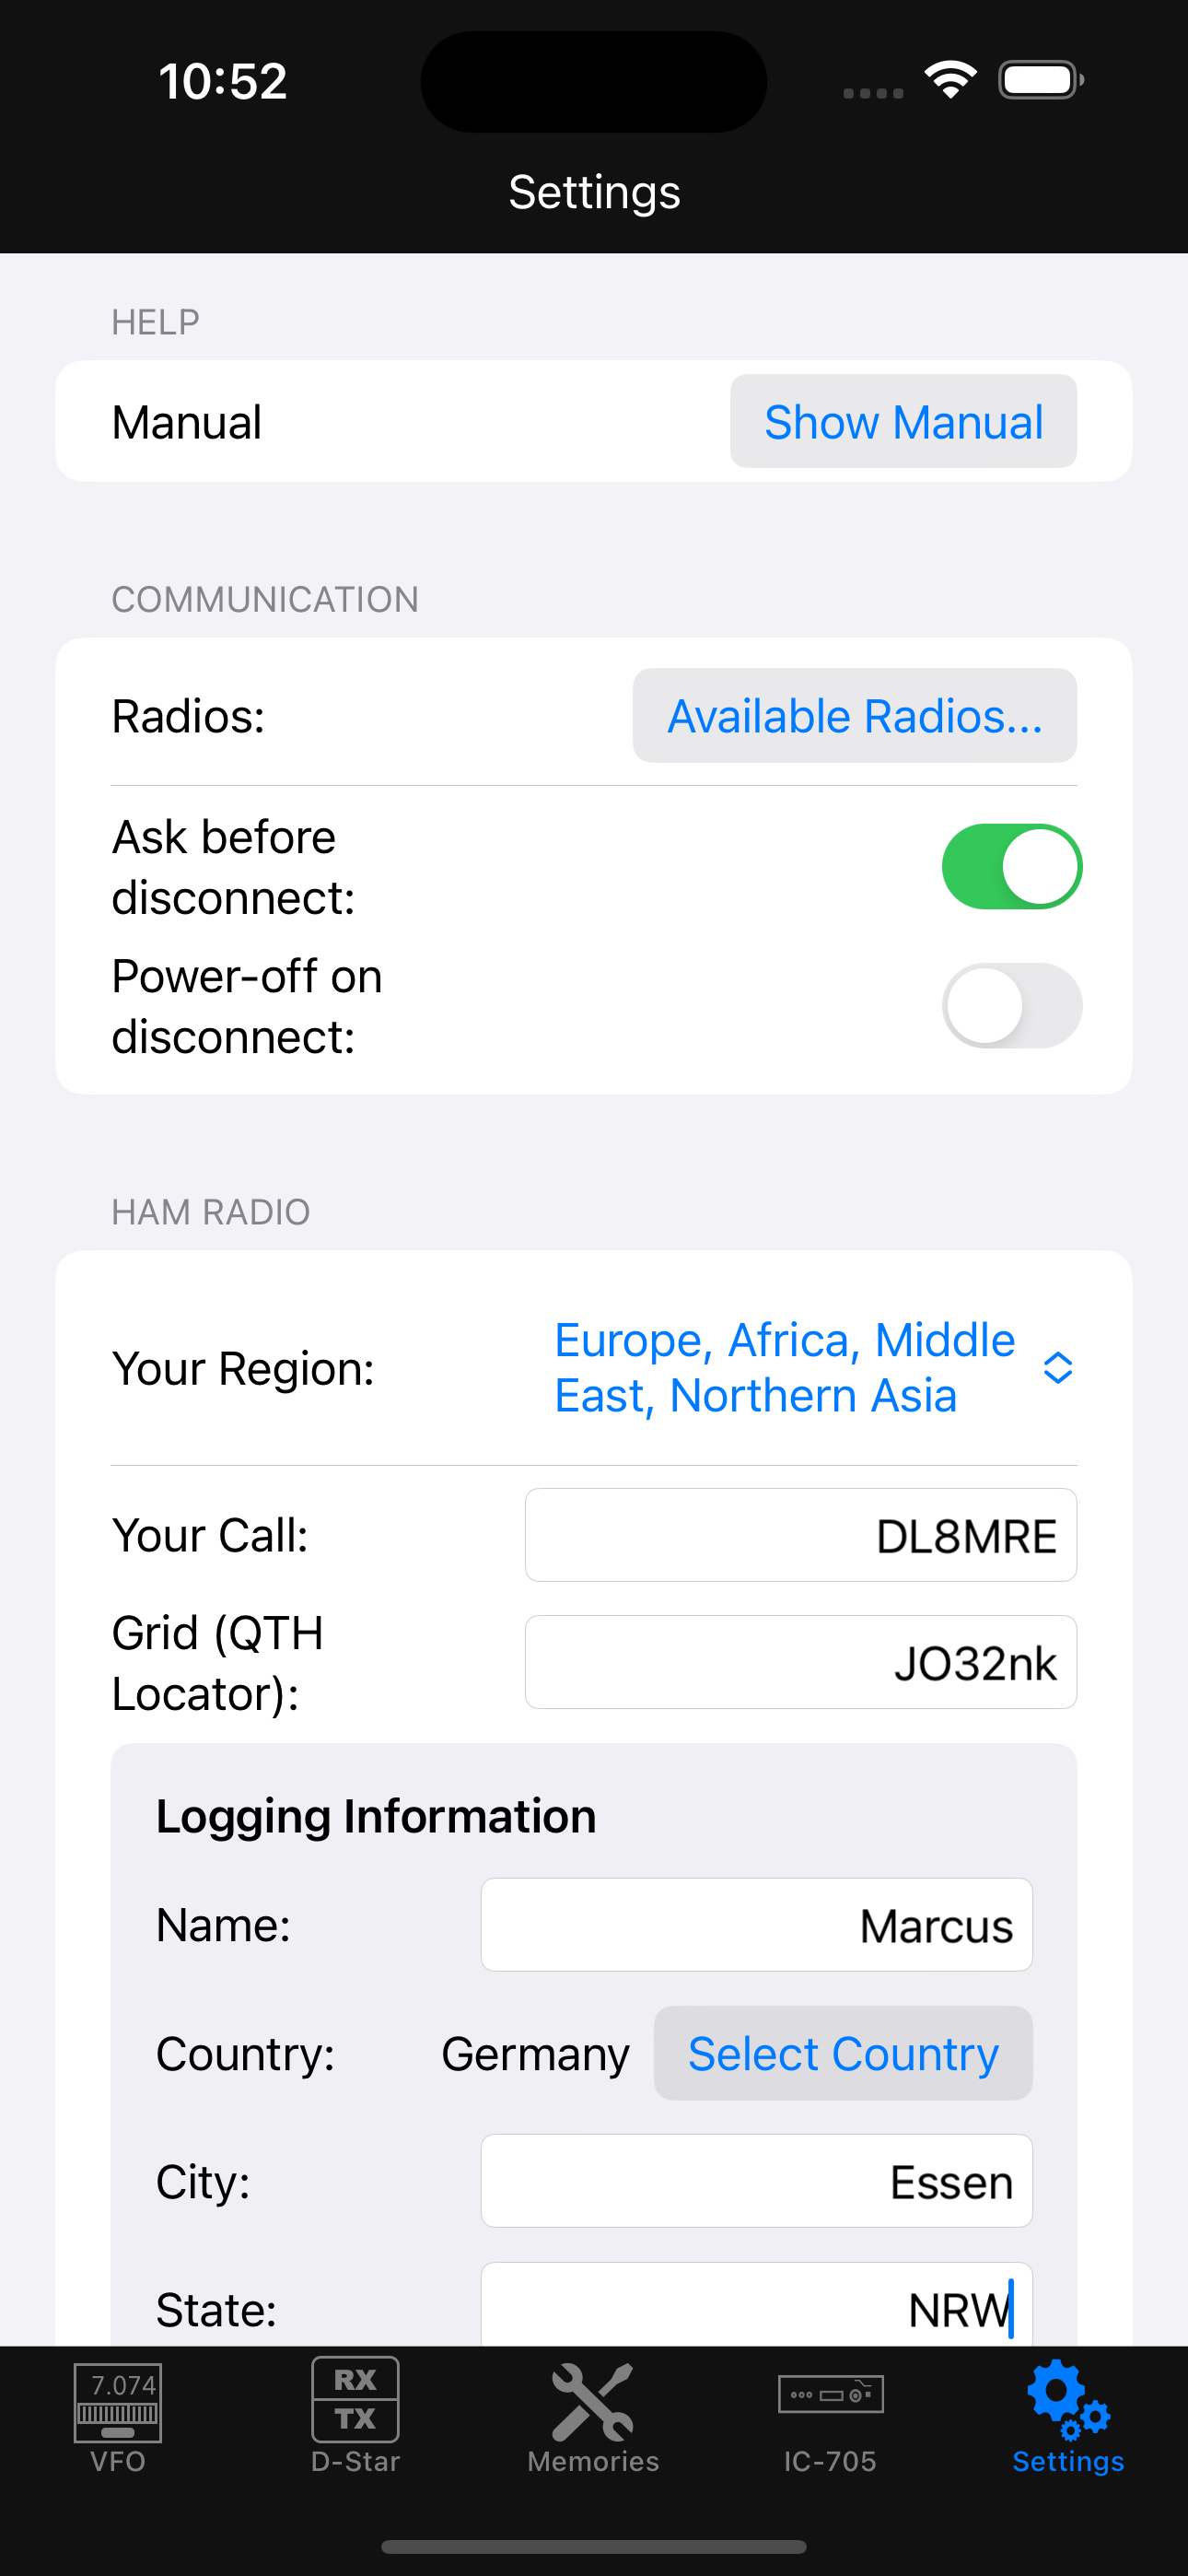 10:52
Settings
HELP
Manual
Show Manual
COMMUNICATION
Radios:
Available Radios...
Ask before
disconnect:
Power-off on
disconnect:
HAM RADIO
Your Region:
Europe, Africa, Middle
East, Northern Asia
Your Call:
DL8MRE
Grid (QTH
Locator):
JO32nk
Logging Information
Name:
Marcus
Country:
Germany
Select Country
City:
Essen
State:
NRW
7.074
RX
TX
VFO
D-Star
Memories
IC-705
Settings